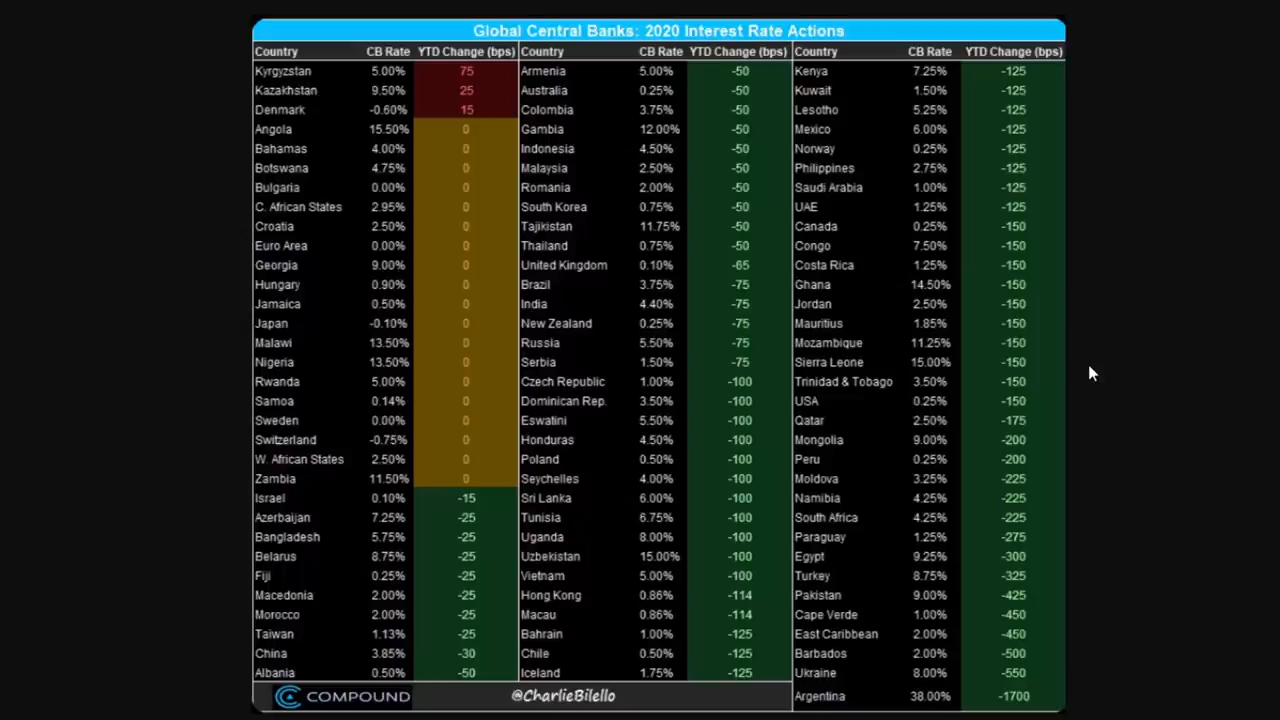 Global Central Banks: 2020 Interest Rate Actions
Country CB Rate YTD Change (bps) Country CB Rate YTD Change (bps) Country CB Rate YTD Change (bps)
Kyrgyzstan 5.00% 75 Armenia 5.00% -50 Kenya 7.25% -125
Kazakhstan 9.50% 25 Australia 0.25% -50 Kuwait 1.50% -125
Denmark -0.60% 15 Colombia 3.75% -50 Lesotho 5.25% -125
Angola 15.50% 0 Gambia 12.00% -50 Mexico 6.00% -125
Bahamas 4.00% 0 Indonesia 4.50% -50 Norway 0.25% -125
Botswana 4.75% 0 Malaysia 2.50% -50 Philippines 2.75% -125
Bulgaria 0.00% 0 Romania 2.00% -50 Saudi Arabia 1.00% -125
C. African States 2.95% 0 South Korea 0.75% -50 UAE 1.25% -125
Croatia 2.50% 0 Tajikistan 11.75% -50 Canada 0.25% -150
Euro Area 0.00% 0 Thailand 0.75% -50 Congo 7.50% -150
Georgia 9.00% 0 United Kingdom 0.10% -65 Costa Rica 1.25% -150
Hungary 0.90% 0 Brazil 3.75% -75 Ghana 14.50% -150
Jamaica 0.50% 0 India 4.40% -75 Jordan 2.50% -150
Japan -0.10% 0 New Zealand 0.25% -75 Mauritius 1.85% -150
Malawi 13.50% 0 Russia 5.50% -75 Mozambique 11.25% -150
Nigeria 13.50% 0 Serbia 1.50% -75 Sierra Leone 15.00% -150
Rwanda 5.00% 0 Czech Republic 1.00% -100 Trinidad & Tobago 3.50% -150
Samoa 0.14% 0 Dominican Rep. 3.50% -100 USA 0.25% -150
Sweden 0.00% 0 Eswatini 5.50% -100 Qatar 2.50% -175
Switzerland -0.75% 0 Honduras 4.50% -100 Mongolia 9.00% -200
W. African States 2.50% 0 Poland 0.50% -100 Peru 0.25% -200
Zambia 11.50% 0 Seychelles 4.00% -100 Moldova 3.25% -225
Israel 0.10% -15 Sri Lanka 6.00% -100 Namibia 4.25% -225
Azerbaijan 7.25% -25 Tunisia 6.75% -100 South Africa 4.25% -225
Bangladesh 5.75% -25 Uganda 8.00% -100 Paraguay 1.25% -275
Belarus 8.75% -25 Uzbekistan 15.00% -100 Egypt 9.25% -300
Fiji 0.25% -25 Vietnam 5.00% -100 Turkey 8.75% -325
Macedonia 2.00% -25 Hong Kong 0.86% -114 Pakistan 9.00% -425
Morocco 2.00% -25 Macau 0.86% -114 Cape Verde 1.00% -450
Taiwan 1.13% -25 Bahrain 1.00% -125 East Caribbean 2.00% -450
China 3.85% -30 Chile 0.50% -125 Barbados 2.00% -500
Albania 0.50% -50 Iceland 1.75% -125 Ukraine 8.00% -550
COMPOUND @CharlieBilello Argentina 38.00% -1700